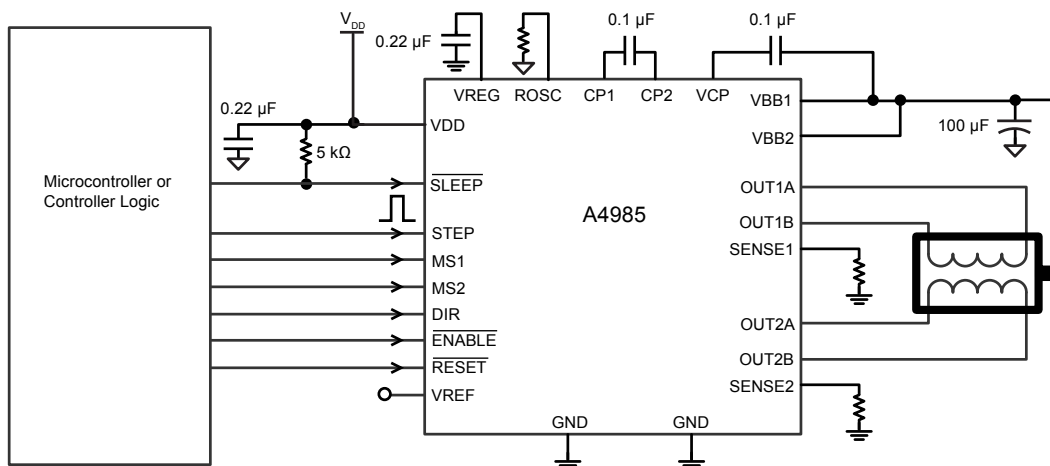 V_DD
0.22 µF
0.1 µF
0.1 µF
0.22 µF
VREG
ROSC
CP1
CP2
VCP
VBB1
VDD
VBB2
100 µF
5 kΩ
Microcontroller or
Controller Logic
SLEEP
OUT1A
A4985
OUT1B
STEP
SENSE1
MS1
MS2
DIR
OUT2A
ENABLE
OUT2B
RESET
SENSE2
VREF
GND
GND